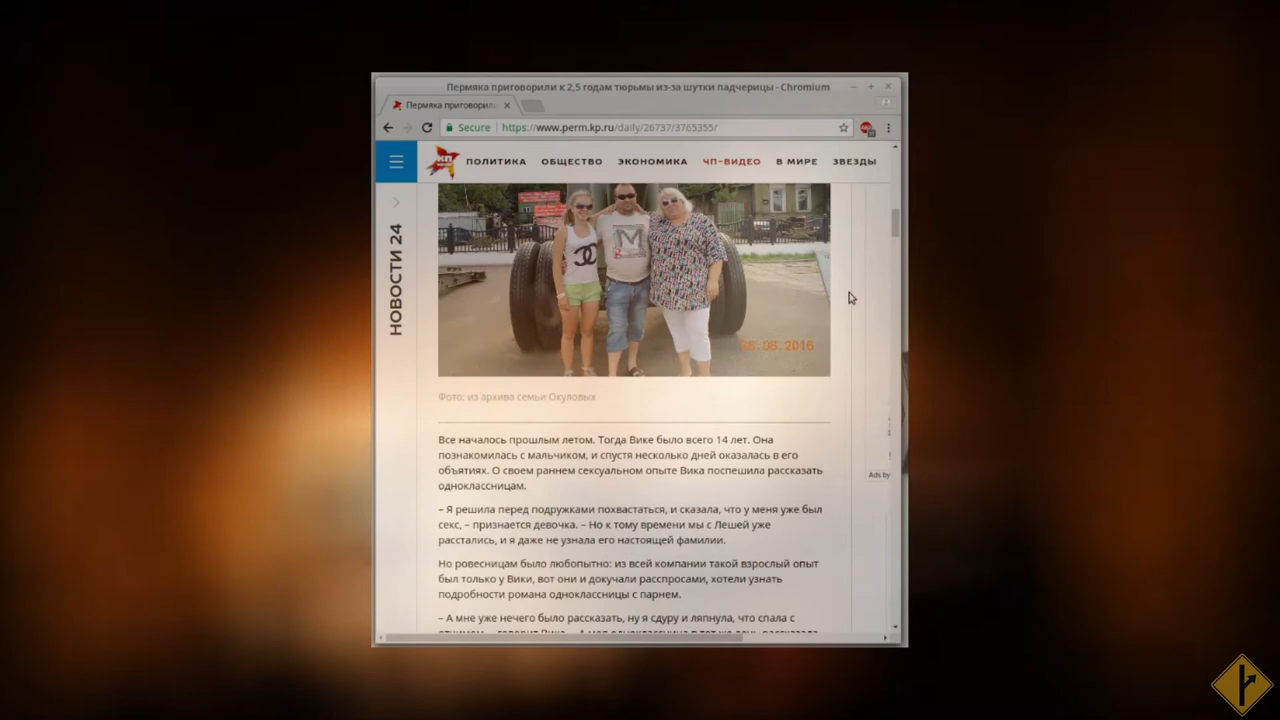 Пермяка приговорили к 2,5 годам тюрьмы из-за шутки падчерицы - Chromium
Пермяка приговорил
Secure https://www.perm.kp.ru/daily/26737/3765355/
КП
ПОЛИТИКА ОБЩЕСТВО ЭКОНОМИКА ЧП-ВИДЕО В МИРЕ ЗВЕЗДЫ
НОВОСТИ 24
M
08.2016
Фото: из архива семьи Окуловых
Все началось прошлым летом. Тогда Вике было всего 14 лет. Она
познакомилась с мальчиком, и спустя несколько дней оказалась в его
объятиях. О своем раннем сексуальном опыте Вика поспешила рассказать
одноклассницам.
– Я решила перед подружками похвастаться, и сказала, что у меня уже был
секс, – признается девочка. – Но к тому времени мы с Лешей уже
расстались, и я даже не узнала его настоящей фамилии.
Но ровесницам было любопытно: из всей компании такой взрослый опыт
был только у Вики, вот они и докучали расспросами, хотели узнать
подробности романа одноклассницы с парнем.
– А мне уже нечего было рассказать, ну я сдуру и ляпнула, что спала с
Ads by